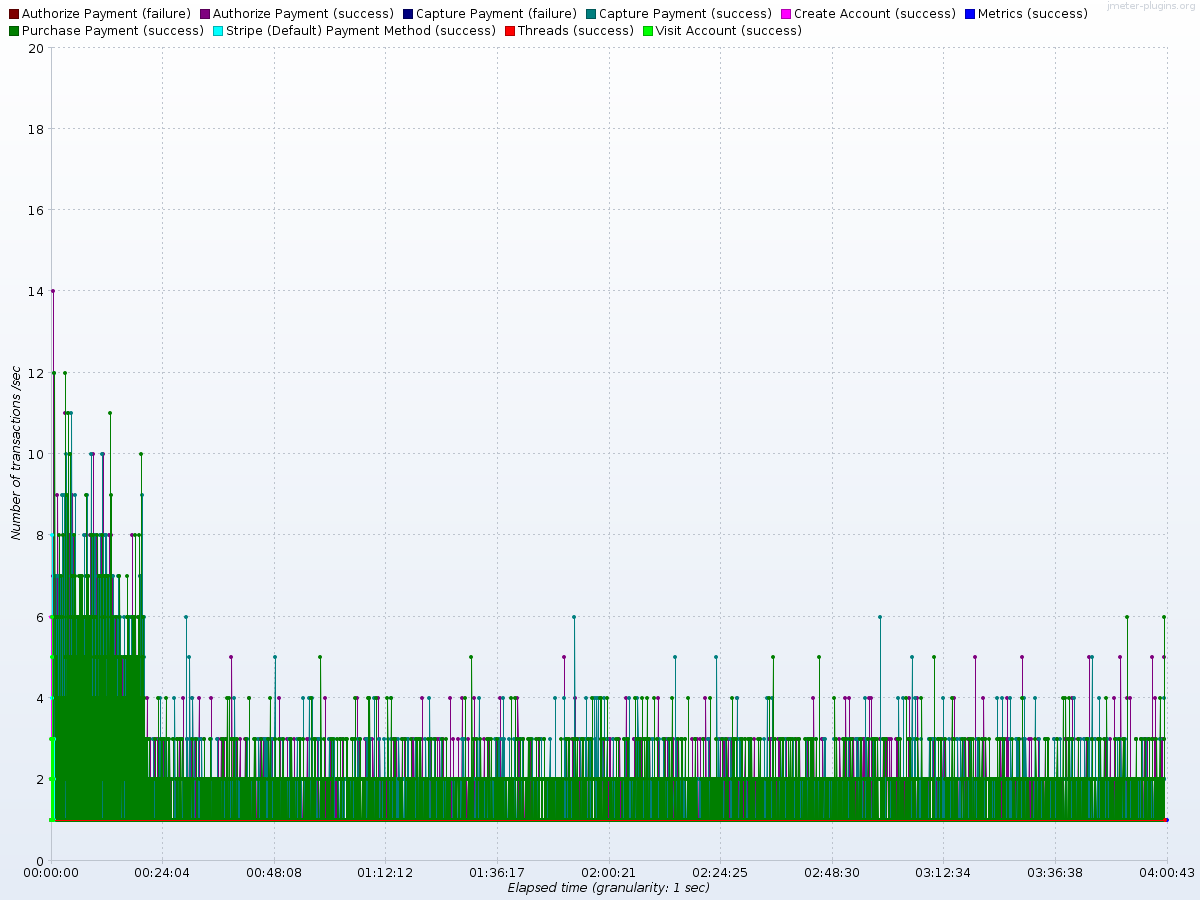 jmeter-plugins.org
Authorize Payment (failure) Authorize Payment (success) Capture Payment (failure) Capture Payment (success) Create Account (success) Metrics (success)
Purchase Payment (success) Stripe (Default) Payment Method (success) Threads (success) Visit Account (success)
20
18
16
14
12
10
8
6
4
2
0
Number of transactions /sec
00:00:00 00:24:04 00:48:08 01:12:12 01:36:17 02:00:21 02:24:25 02:48:30 03:12:34 03:36:38 04:00:43
Elapsed time (granularity: 1 sec)